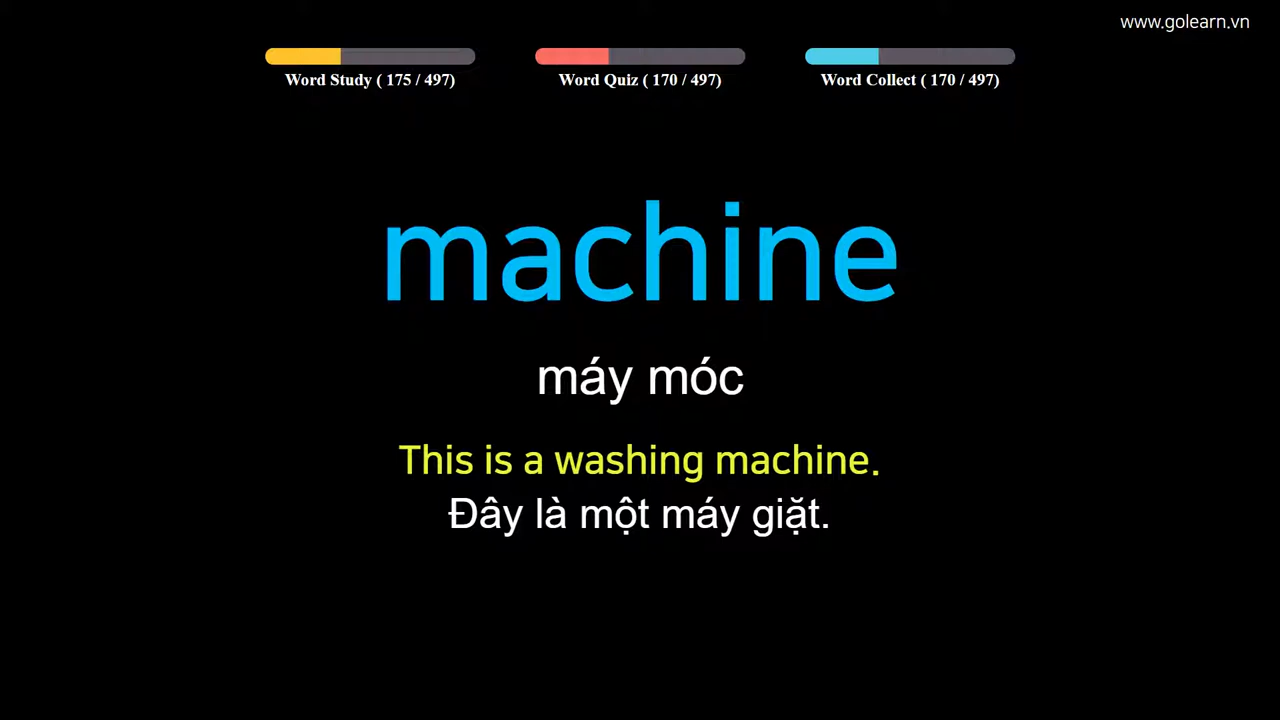 www.golearn.vn
Word Study ( 175 / 497)
Word Quiz ( 170 / 497)
Word Collect ( 170 / 497)
machine
máy móc
This is a washing machine.
Đây là một máy giặt.